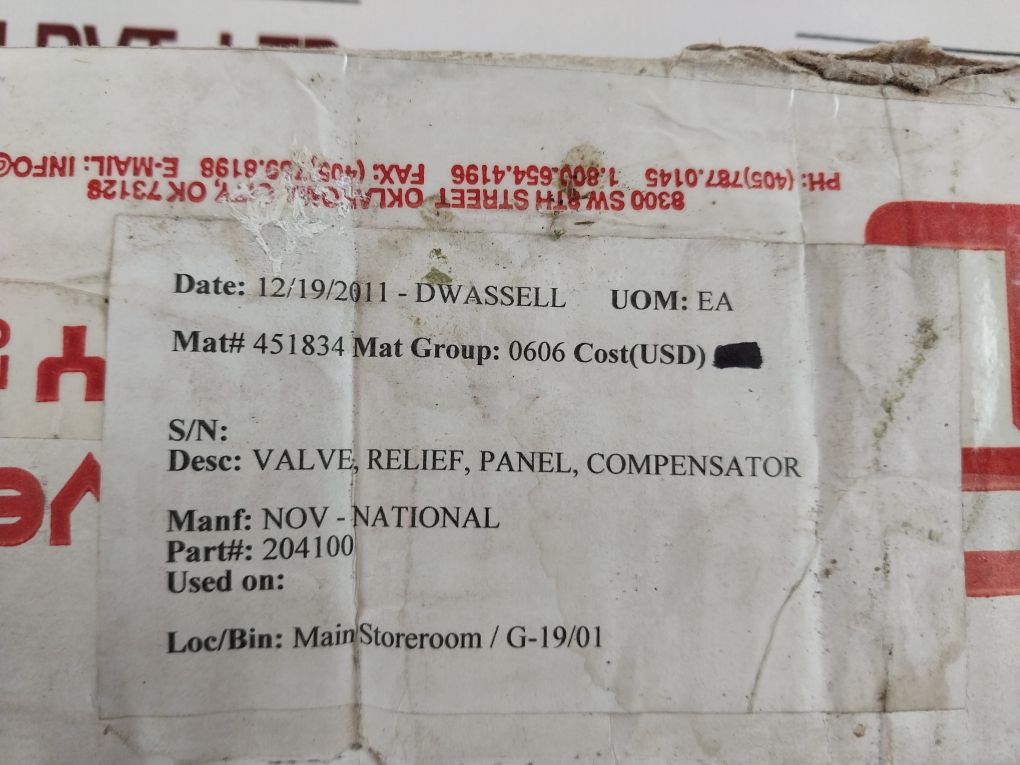 PVT. LTD
PH: (405)787.0145 1.800.654.4196 FAX: (405) 8198 E-MAIL: INFO@
8300 SW 8TH STREET OKLAHOMA CITY, OK 73128
Date: 12/19/2011 - DWASSELL UOM: EA
Mat# 451834 Mat Group: 0606 Cost(USD)
S/N:
Desc: VALVE, RELIEF, PANEL, COMPENSATOR
Manf: NOV - NATIONAL
Part#: 204100
Used on:
Loc/Bin: Main Storeroom / G-19/01